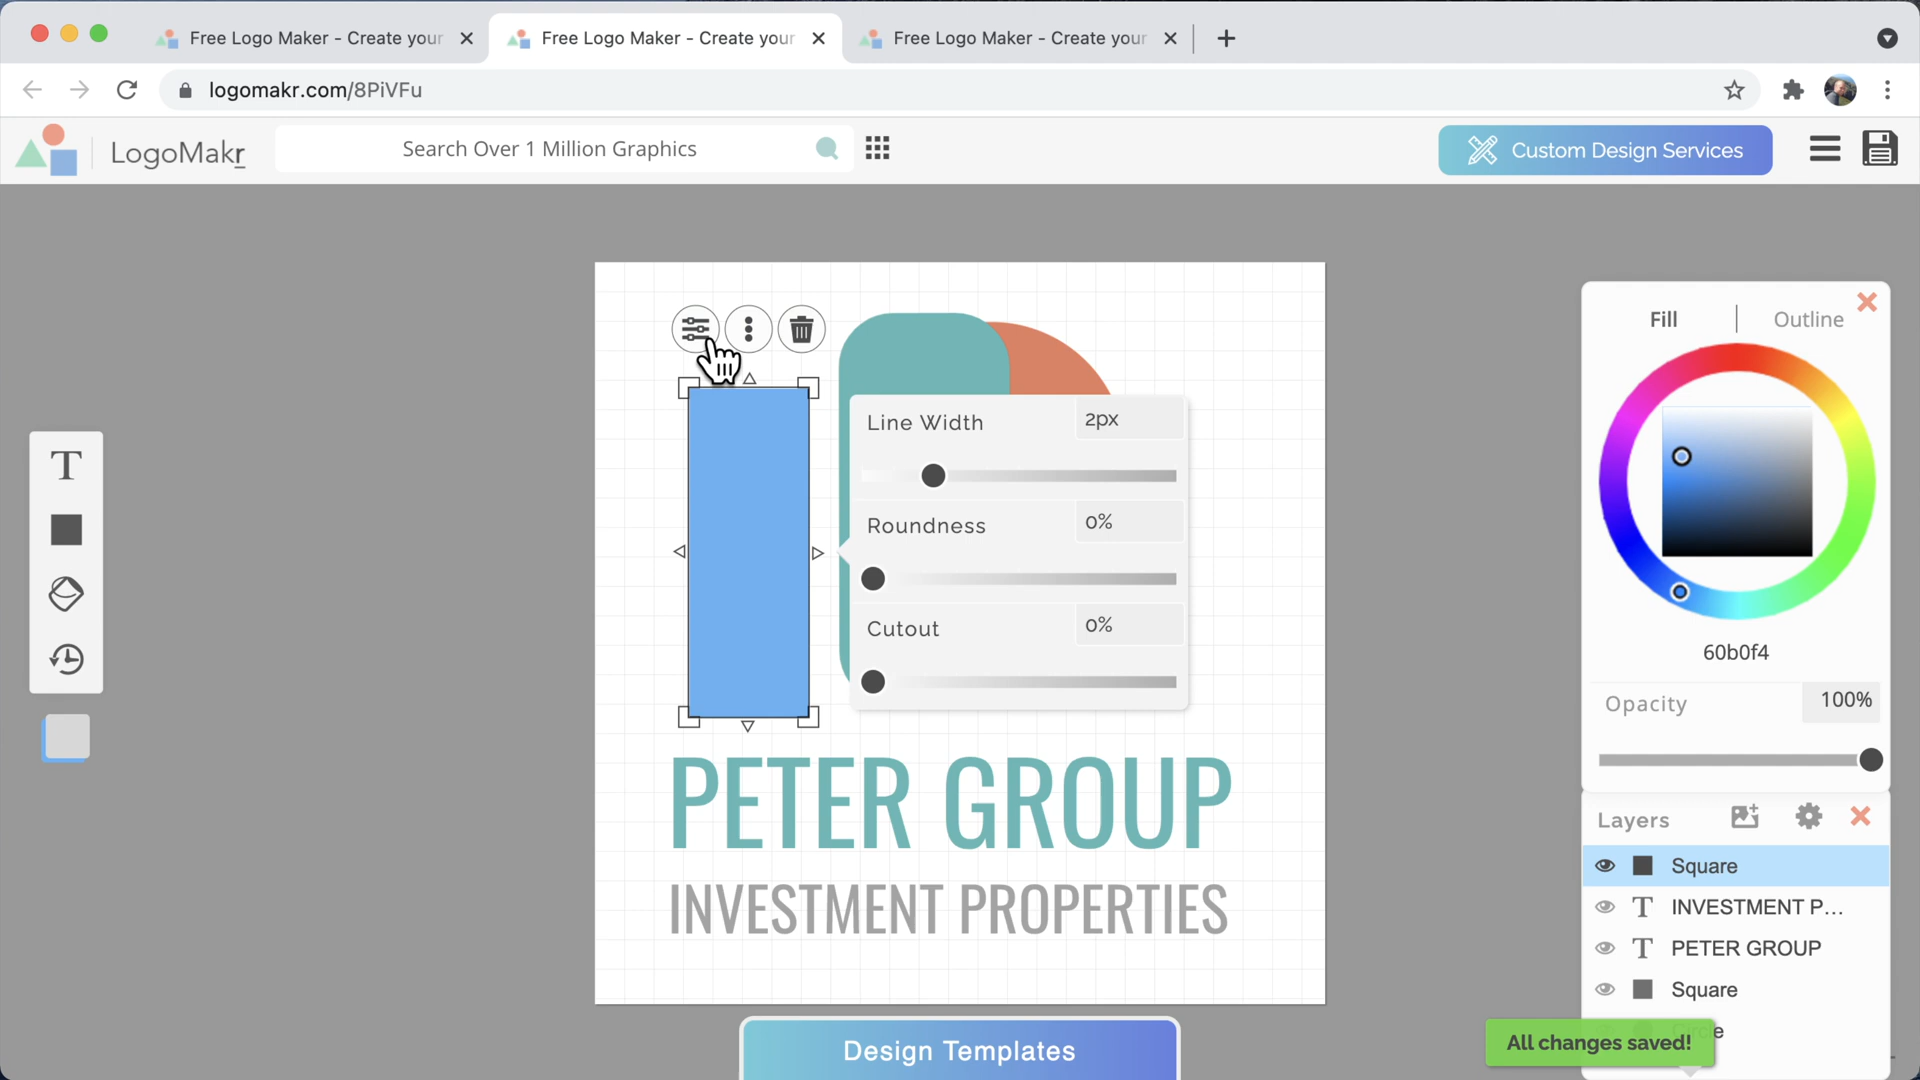 Free Logo Maker - Create your
Free Logo Maker - Create your
Free Logo Maker - Create your
logomakr.com/8PiVFu
LogoMakr
Search Over 1 Million Graphics
Custom Design Services
Fill
Outline
Line Width
2px
Roundness
0%
Cutout
0%
60b0f4
Opacity
100%
PETER GROUP
INVESTMENT PROPERTIES
Layers
Square
T INVESTMENT P...
T PETER GROUP
Square
Circle
All changes saved!
T
Design Templates